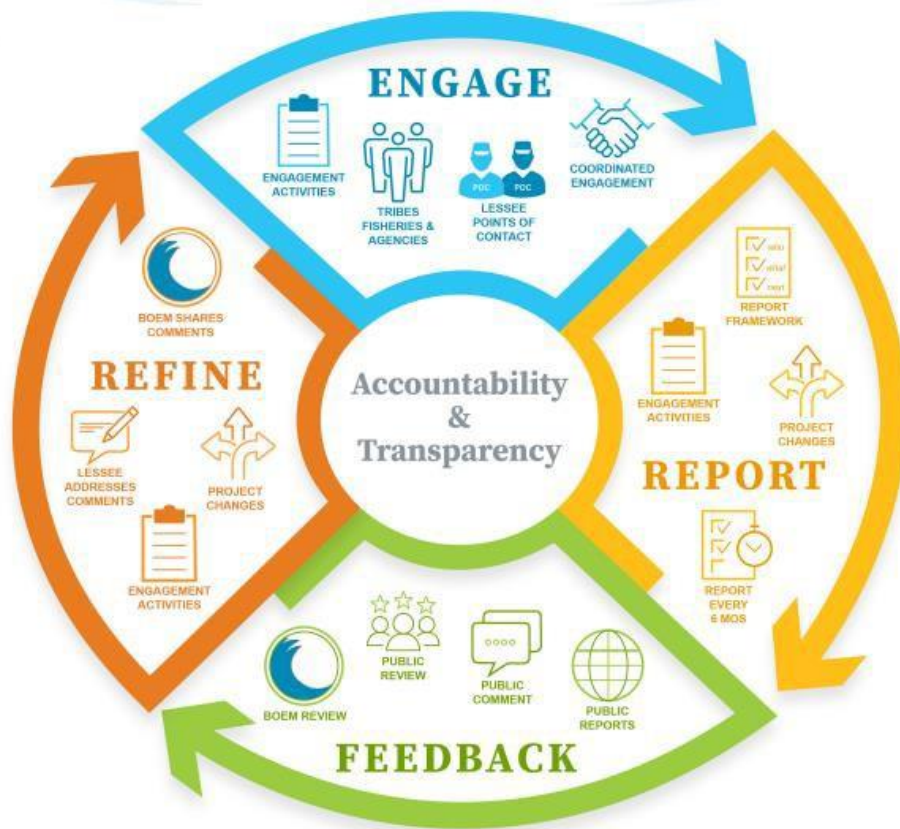 ENGAGE
ENGAGEMENT
ACTIVITIES
TRIBES
FISHERIES &
AGENCIES
POC
POC
LESSEE
POINTS OF
CONTACT
COORDINATED
ENGAGEMENT
REPORT
FRAMEWORK
ENGAGEMENT
ACTIVITIES
PROJECT
CHANGES
REPORT
REPORT
EVERY
6 MOS
PUBLIC
REPORTS
PUBLIC
COMMENT
PUBLIC
REVIEW
BOEM REVIEW
FEEDBACK
BOEM SHARES
COMMENTS
REFINE
LESSEE
ADDRESSES
COMMENTS
PROJECT
CHANGES
ENGAGEMENT
ACTIVITIES
Accountability
&
Transparency